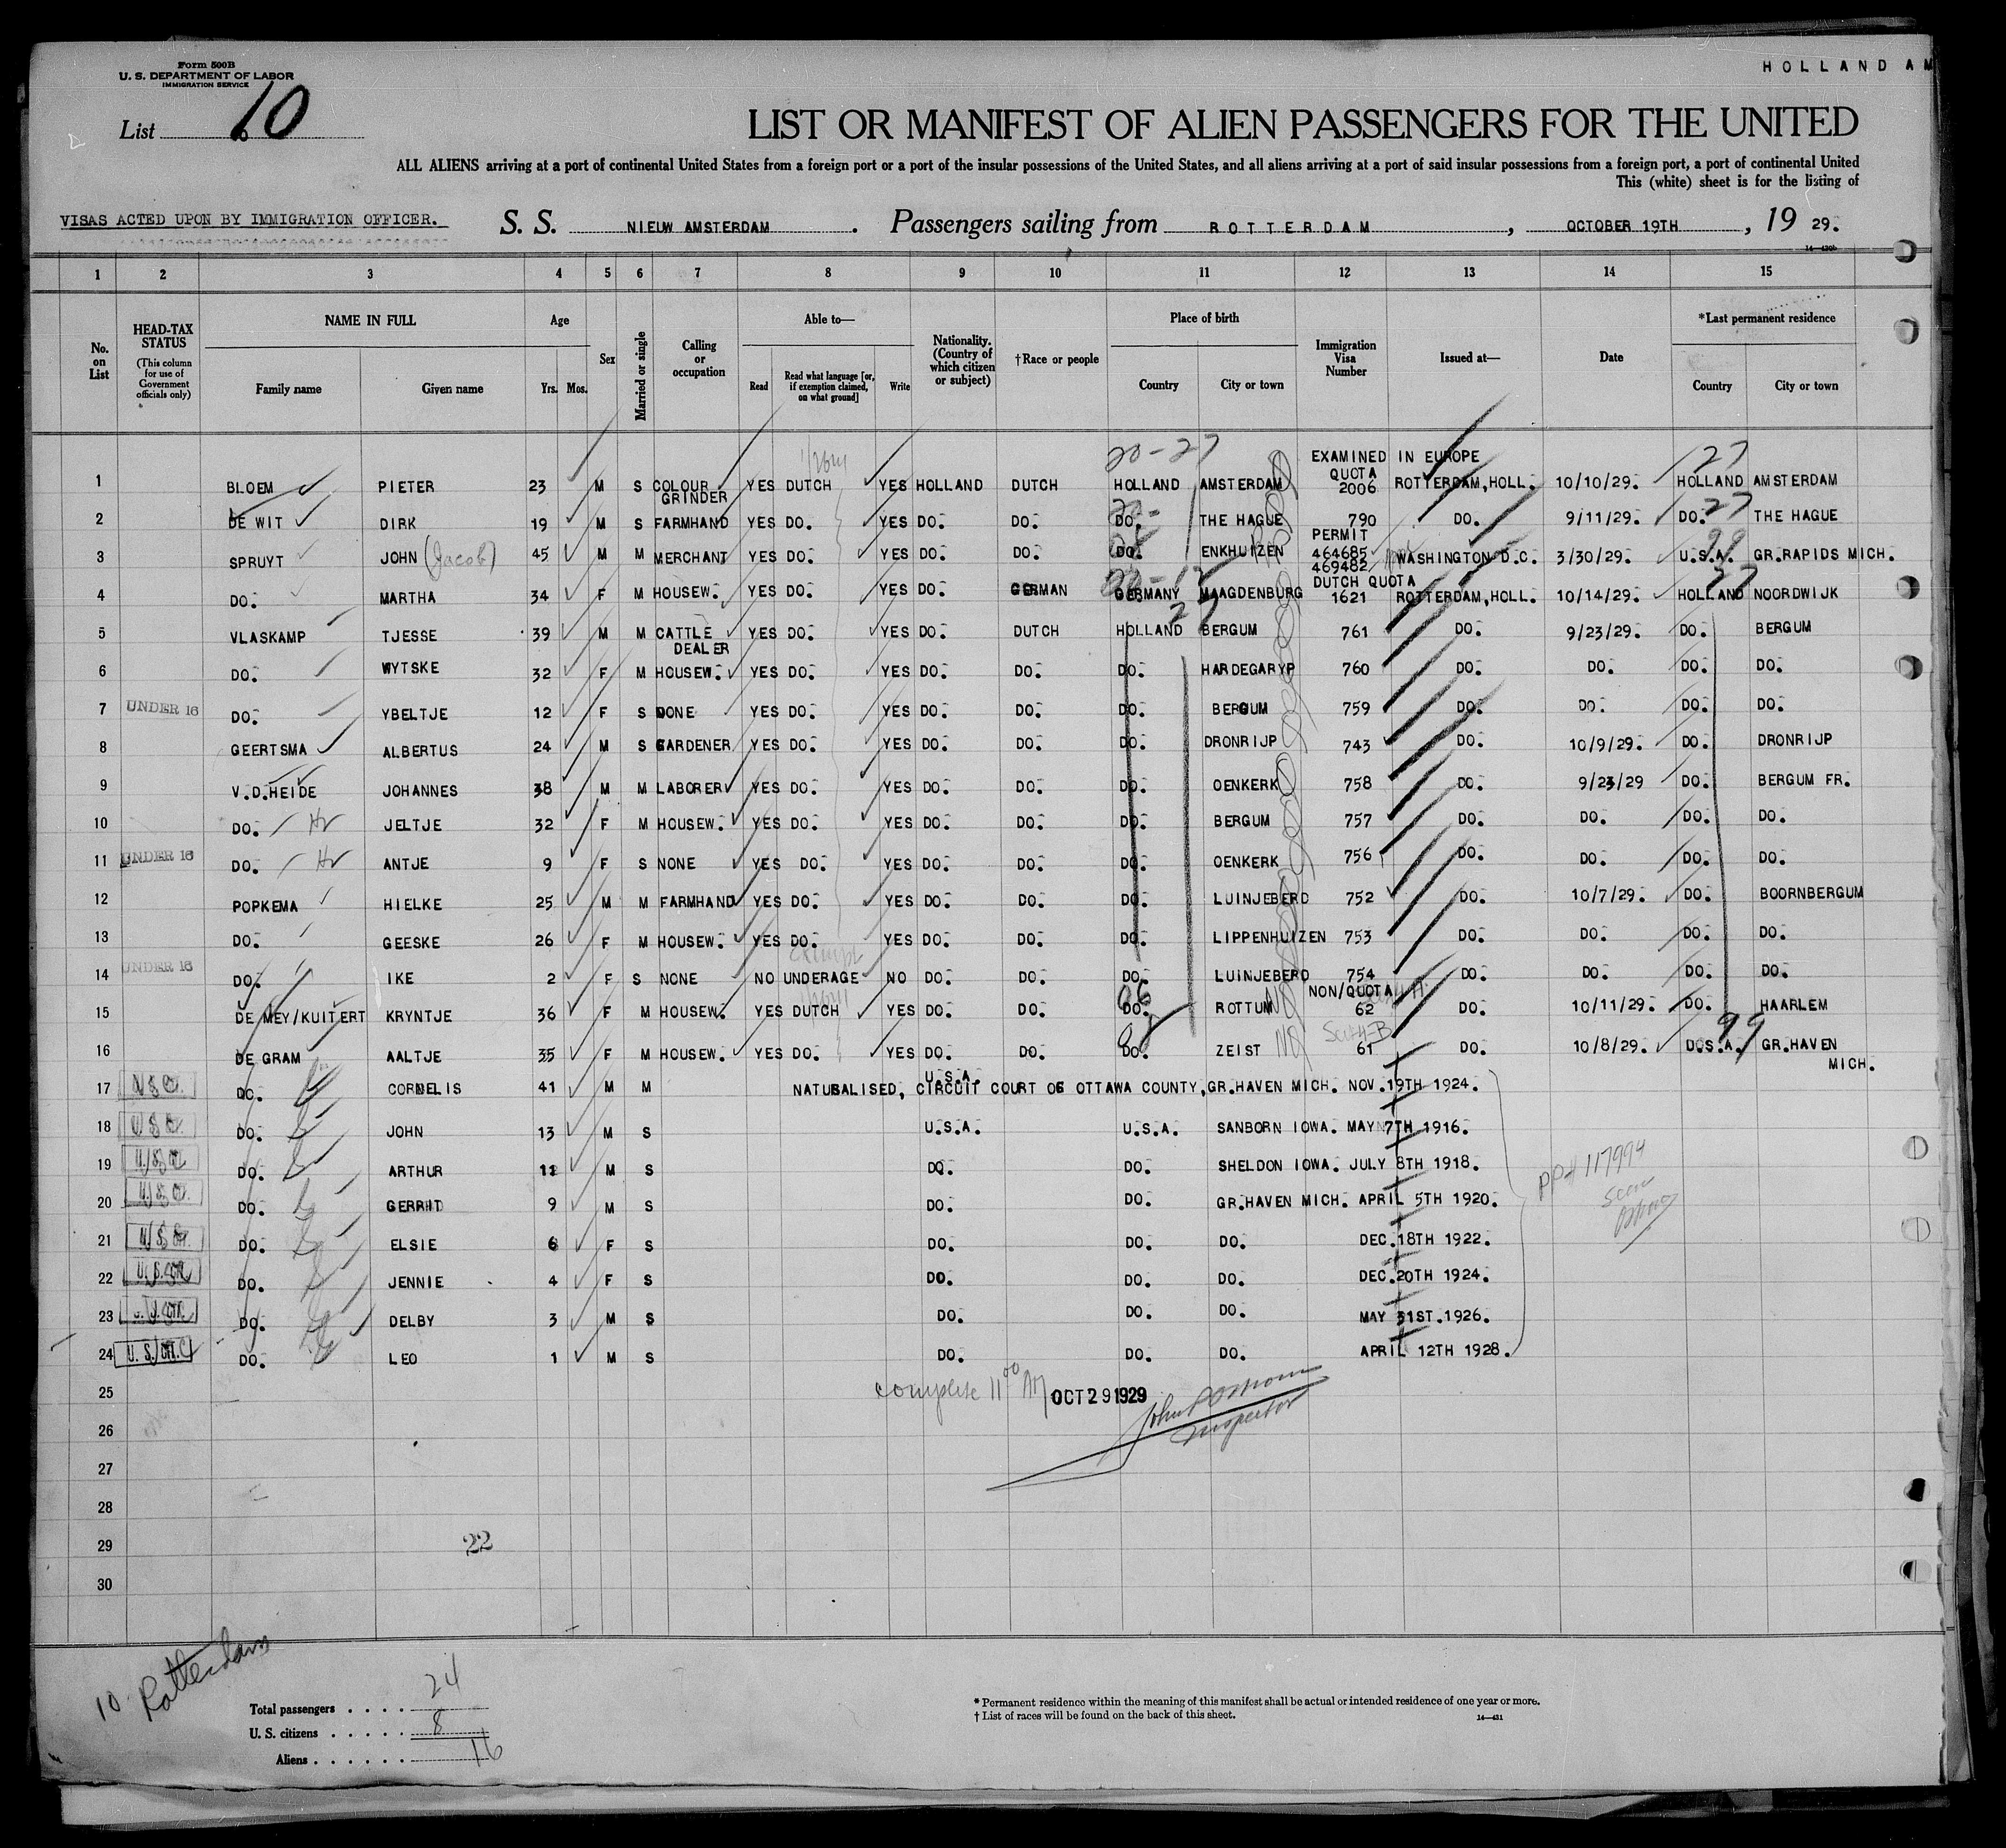 Form 500B
U. S. DEPARTMENT OF LABOR
IMMIGRATION SERVICE
HOLLAND AM
List 10
LIST OR MANIFEST OF ALIEN PASSENGERS FOR THE UNITED
ALL ALIENS arriving at a port of continental United States from a foreign port or a port of the insular possessions of the United States, and all aliens arriving at a port of said insular possessions from a foreign port, a port of continental United
This (white) sheet is for the listing of
VISAS ACTED UPON BY IMMIGRATION OFFICER. S. S. NIEUW AMSTERDAM . Passengers sailing from ROTTERDAM , OCTOBER 19TH , 19 29.
14—430b
1 2 3 4 5 6 7 8 9 10 11 12 13 14 15
No. on List HEAD-TAX STATUS (This column for use of Government officials only) NAME IN FULL Family name Given name Age Yrs. Mos. Sex Married or single Calling or occupation Able to— Read Read what language [or, if exemption claimed, on what ground] Write Nationality. (Country of which citizen or subject) †Race or people Place of birth Country City or town Immigration Visa Number Issued at— Date *Last permanent residence Country City or town
20-27 EXAMINED IN EUROPE 27
QUOTA
1 BLOEM PIETER 23 M S COLOUR GRINDER YES DUTCH YES HOLLAND DUTCH HOLLAND AMSTERDAM 2006 ROTTERDAM, HOLL. 10/10/29. HOLLAND AMSTERDAM
2 DE WIT DIRK 19 M S FARMHAND YES DO. YES DO. DO. DO. THE HAGUE 790 DO. 9/11/29. DO. 27 THE HAGUE
PERMIT
3 SPRUYT JOHN (Jacob) 45 M M MERCHANT YES DO. YES DO. DO. DO. ENKHUIZEN 464685 469482 WASHINGTON D.C. 3/30/29. U.S.A. 99 GR.RAPIDS MICH.
DUTCH QUOTA
4 DO. MARTHA 34 F M HOUSEW. YES DO. YES DO. GERMAN GERMANY MAAGDENBURG 1621 ROTTERDAM, HOLL. 10/14/29. HOLLAND 27 NOORDWIJK
5 VLASKAMP TJESSE 39 M M CATTLE DEALER YES DO. YES DO. DUTCH HOLLAND 27 BERGUM 761 DO. 9/23/29. DO. BERGUM
6 DO. WYTSKE 32 F M HOUSEW. YES DO. YES DO. DO. DO. HARDEGARYP 760 DO. DO. DO. DO.
7 UNDER 16 DO. YBELTJE 12 F S NONE YES DO. YES DO. DO. DO. BERGUM 759 DO. DO. DO. DO.
8 GEERTSMA ALBERTUS 24 M S GARDENER YES DO. YES DO. DO. DO. DRONRIJP 743 DO. 10/9/29. DO. DRONRIJP
9 V.D.HEIDE JOHANNES 38 M M LABORER YES DO. YES DO. DO. DO. OENKERK 758 DO. 9/23/29 DO. BERGUM FR.
10 DO. Hr JELTJE 32 F M HOUSEW. YES DO. YES DO. DO. DO. BERGUM 757 DO. DO. DO. DO.
11 UNDER 16 DO. Hr ANTJE 9 F S NONE YES DO. YES DO. DO. DO. OENKERK 756 DO. DO. DO. DO.
12 POPKEMA HIELKE 25 M M FARMHAND YES DO. YES DO. DO. DO. LUINJEBERD 752 DO. 10/7/29. DO. BOORNBERGUM
13 DO. GEESKE 26 F M HOUSEW. YES DO. YES DO. DO. DO. LIPPENHUIZEN 753 DO. DO. DO. DO.
exempt
14 UNDER 16 DO. IKE 2 F S NONE NO UNDERAGE NO DO. DO. DO. LUINJEBERD 754 DO. DO. DO. DO.
NON/QUOTA
15 DE MEY/KUITERT KRYNTJE 36 F M HOUSEW. YES DUTCH YES DO. DO. DO. ROTTUM 62 DO. 10/11/29. DO. HAARLEM
16 DE GRAM AALTJE 35 F M HOUSEW. YES DO. YES DO. DO. DO. ZEIST 61 DO. 10/8/29. U.S.A. 99 GR.HAVEN MICH.
U.S.A.
17 DO. CORNELIS 41 M M NATURALISED, CIRCUIT COURT OF OTTAWA COUNTY, GR.HAVEN MICH. NOV. 19TH 1924.
18 DO. JOHN 13 M S U.S.A. U.S.A. SANBORN IOWA. MAY 7TH 1916.
19 DO. ARTHUR 11 M S DO. DO. SHELDON IOWA. JULY 8TH 1918.
PP# 117994
20 DO. GERRIT 9 M S DO. DO. GR.HAVEN MICH. APRIL 5TH 1920.
21 DO. ELSIE 6 F S DO. DO. DO. DEC.18TH 1922.
22 DO. JENNIE 4 F S DO. DO. DO. DEC.20TH 1924.
23 DO. DELBY 3 M S DO. DO. DO. MAY 31ST.1926.
24 U. S. CIT. DO. LEO 1 M S DO. DO. DO. APRIL 12TH 1928.
25 complete 11 00 AM OCT 29 1929
26 Inspector
27
28
29 22
30
10 Rotterdam
Total passengers . . . . 24
U. S. citizens . . . . . 8
Aliens . . . . . . 16
* Permanent residence within the meaning of this manifest shall be actual or intended residence of one year or more.
† List of races will be found on the back of this sheet. 14—431